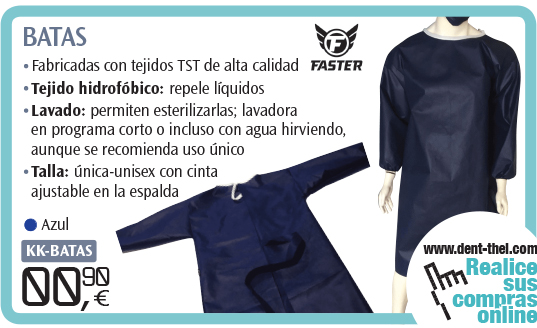 BATAS
FASTER
• Fabricadas con tejidos TST de alta calidad
• Tejido hidrofóbico: repele líquidos
• Lavado: permiten esterilizarlas; lavadora
en programa corto o incluso con agua hirviendo,
aunque se recomienda uso único
• Talla: única-unisex con cinta
ajustable en la espalda
Azul
KK-BATAS
00,90 €
www.dent-thel.com
Realice
sus
compras
online